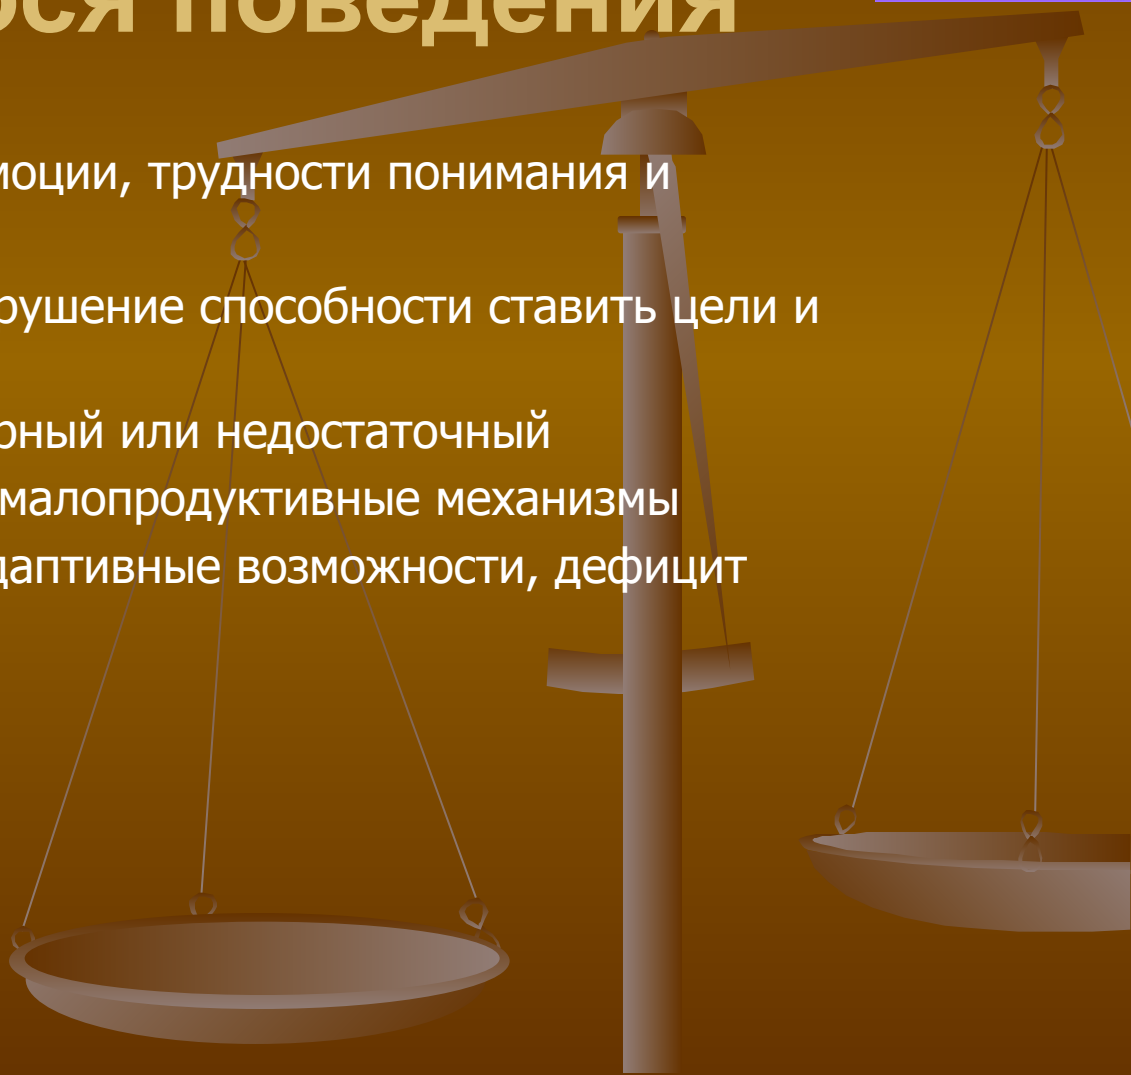 ося поведения
моции, трудности понимания и
рушение способности ставить цели и
рный или недостаточный
малопродуктивные механизмы
даптивные возможности, дефицит